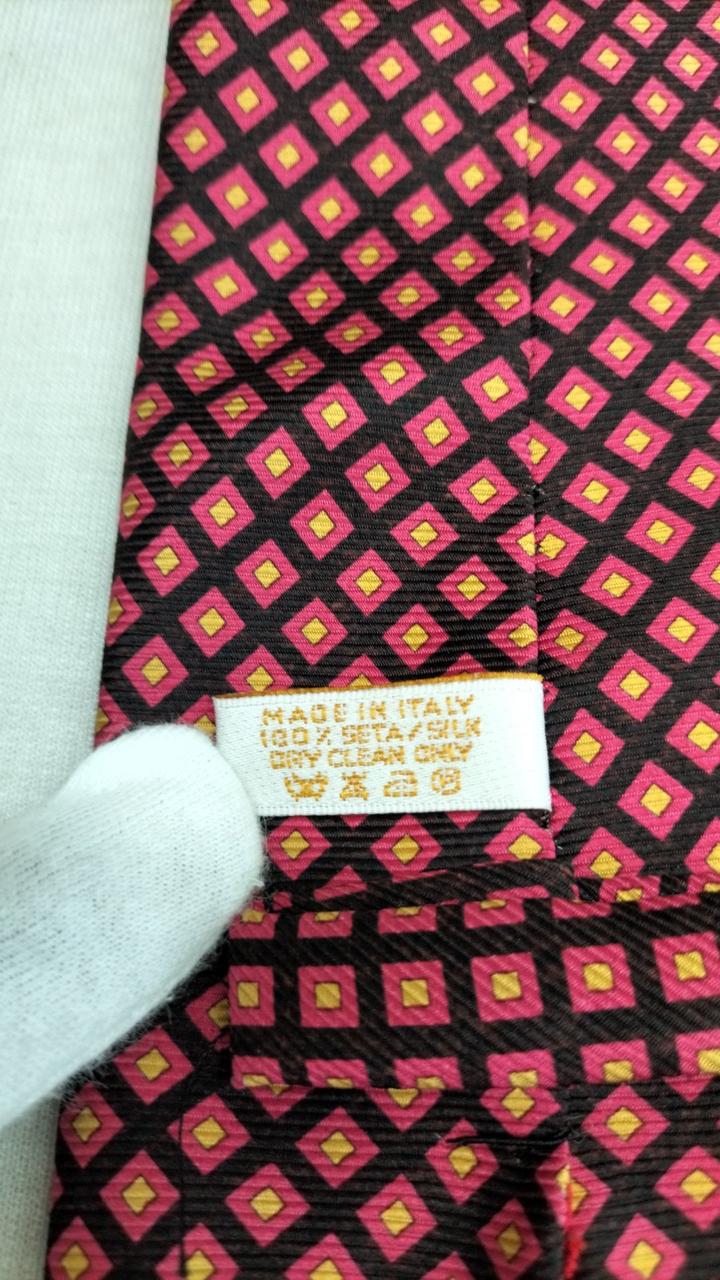 MADE IN ITALY
100% SETA/SILK
DRY CLEAN ONLY